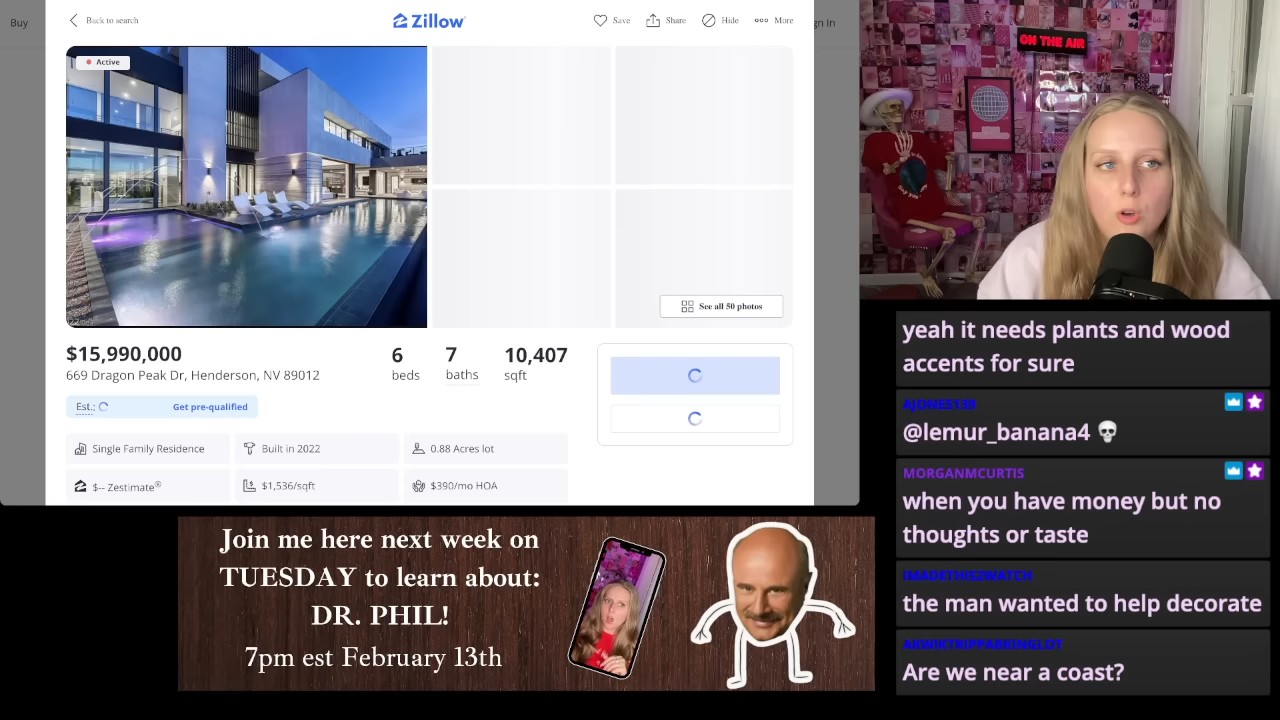 Buy
Back to search
Zillow
Save
Share
Hide
More
gn In
Active
See all 50 photos
$15,990,000
669 Dragon Peak Dr, Henderson, NV 89012
6
beds
7
baths
10,407
sqft
Est.:
Get pre-qualified
Single Family Residence
Built in 2022
0.88 Acres lot
$-- Zestimate®
$1,536/sqft
$390/mo HOA
ON THE AIR
yeah it needs plants and wood
accents for sure
@lemur_banana4 💀
MORGANMCURTIS
when you have money but no
thoughts or taste
IMADETHIS2WATCH
the man wanted to help decorate
AKWIKTRIPPARKINGLOT
Are we near a coast?
Join me here next week on
TUESDAY to learn about:
DR. PHIL!
7pm est February 13th